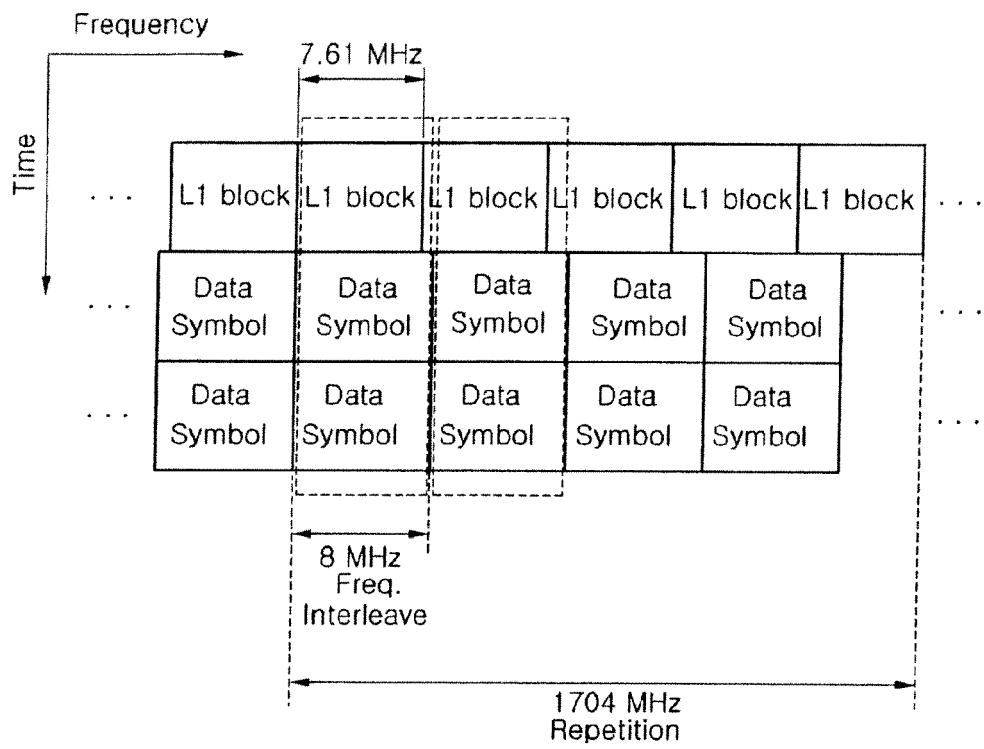 Frequency
7.61 MHz
Time
... L1 block L1 block L1 block L1 block L1 block L1 block ...
... Data Data Data Data Data ...
Symbol Symbol Symbol Symbol Symbol
... Data Data Data Data Data ...
Symbol Symbol Symbol Symbol Symbol
8 MHz
Freq.
Interleave
1704 MHz
Repetition